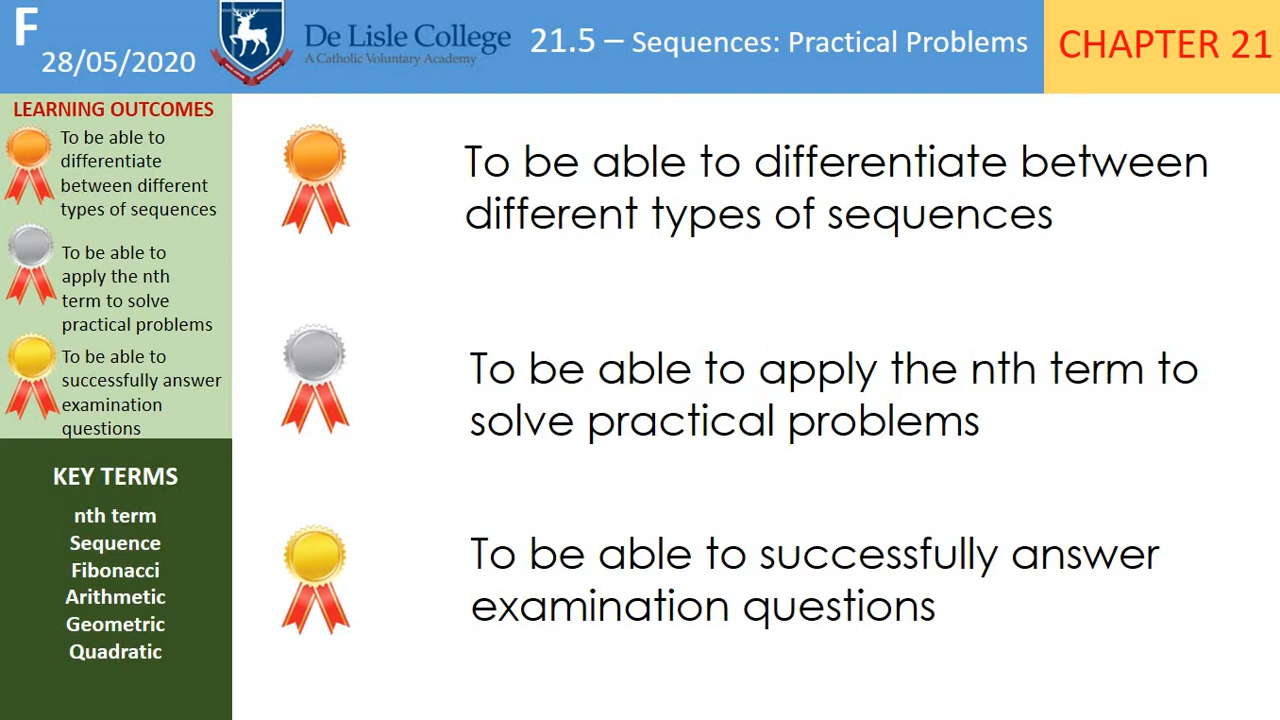 F
28/05/2020
De Lisle College
A Catholic Voluntary Academy
21.5 – Sequences: Practical Problems
CHAPTER 21
LEARNING OUTCOMES
To be able to
differentiate
between different
types of sequences
To be able to
apply the nth
term to solve
practical problems
To be able to
successfully answer
examination
questions
KEY TERMS
nth term
Sequence
Fibonacci
Arithmetic
Geometric
Quadratic
To be able to differentiate between
different types of sequences
To be able to apply the nth term to
solve practical problems
To be able to successfully answer
examination questions